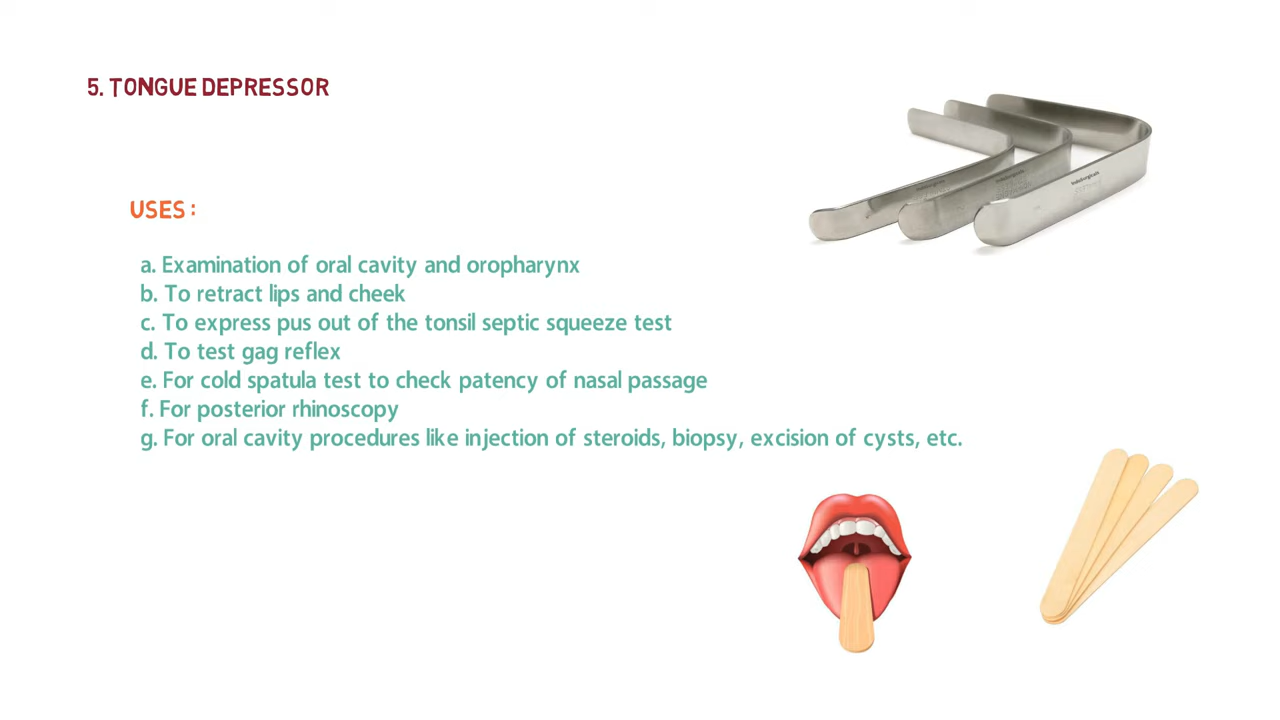 5. TONGUE DEPRESSOR
USES :
a. Examination of oral cavity and oropharynx
b. To retract lips and cheek
c. To express pus out of the tonsil septic squeeze test
d. To test gag reflex
e. For cold spatula test to check patency of nasal passage
f. For posterior rhinoscopy
g. For oral cavity procedures like injection of steroids, biopsy, excision of cysts, etc.